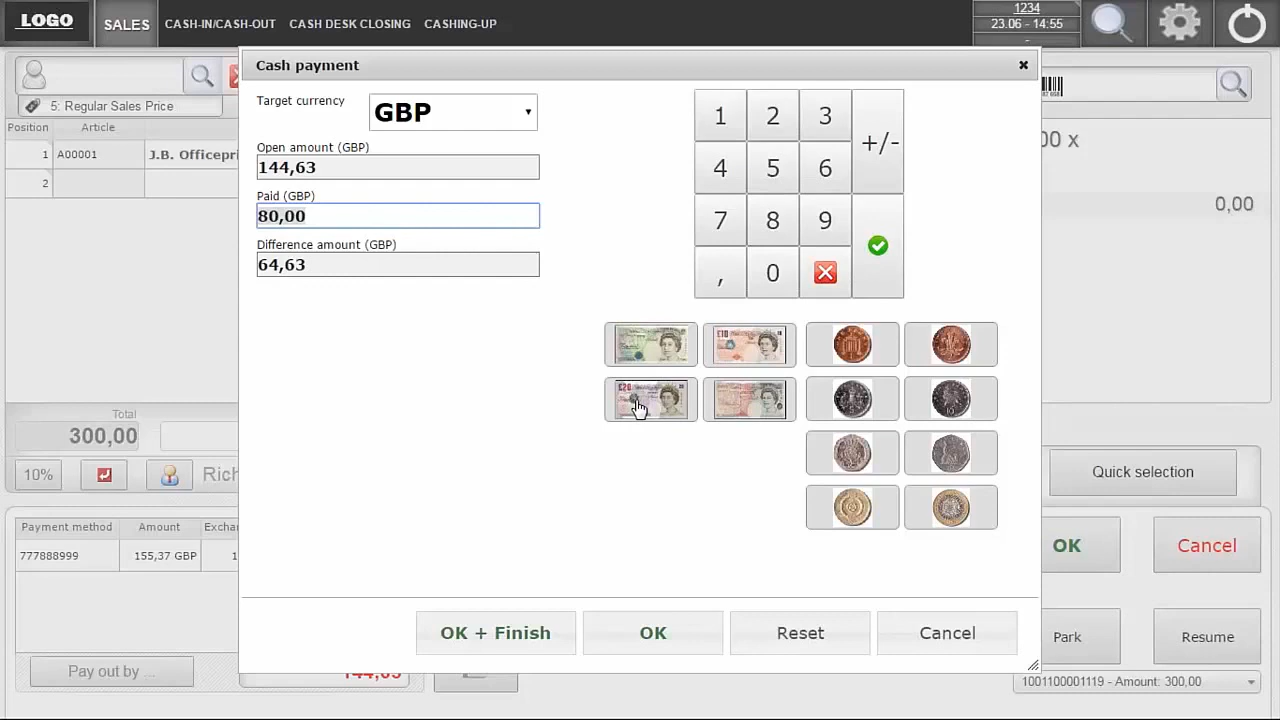 LOGO
SALES
CASH-IN/CASH-OUT
CASH DESK CLOSING
CASHING-UP
1234
23.06 - 14:55
-
Cash payment
5: Regular Sales Price
Position
Article
1
A00001
J.B. Officepri
2
Target currency
GBP
Open amount (GBP)
144,63
Paid (GBP)
80,00
Difference amount (GBP)
64,63
1
2
3
+/-
4
5
6
7
8
9
,
0
00 x
0,00
£10
£20
10
Total
300,00
10%
Rich
Quick selection
Payment method
Amount
Exchan
777888999
155,37 GBP
1
OK
Cancel
OK + Finish
OK
Reset
Cancel
Park
Resume
Pay out by ...
144,63
1001100001119 - Amount: 300,00